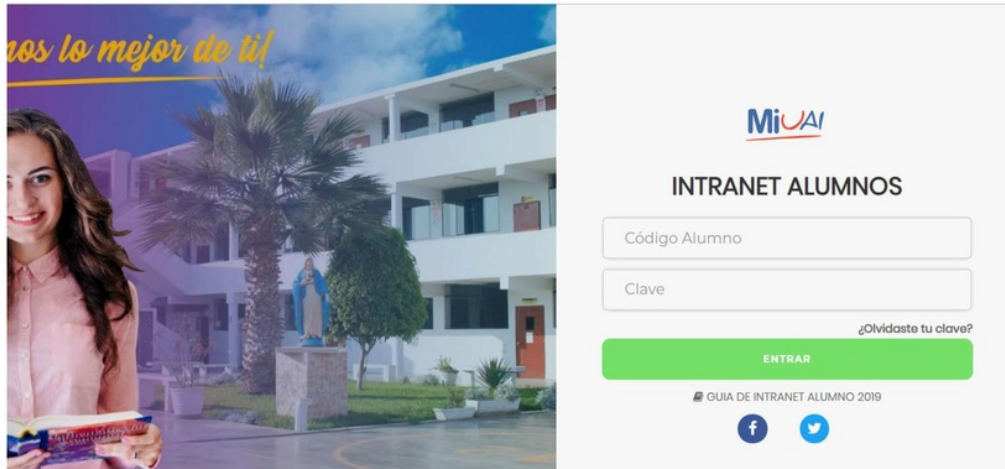 nos lo mejor de ti!
MiUAI
INTRANET ALUMNOS
Código Alumno
Clave
¿Olvidaste tu clave?
ENTRAR
GUIA DE INTRANET ALUMNO 2019